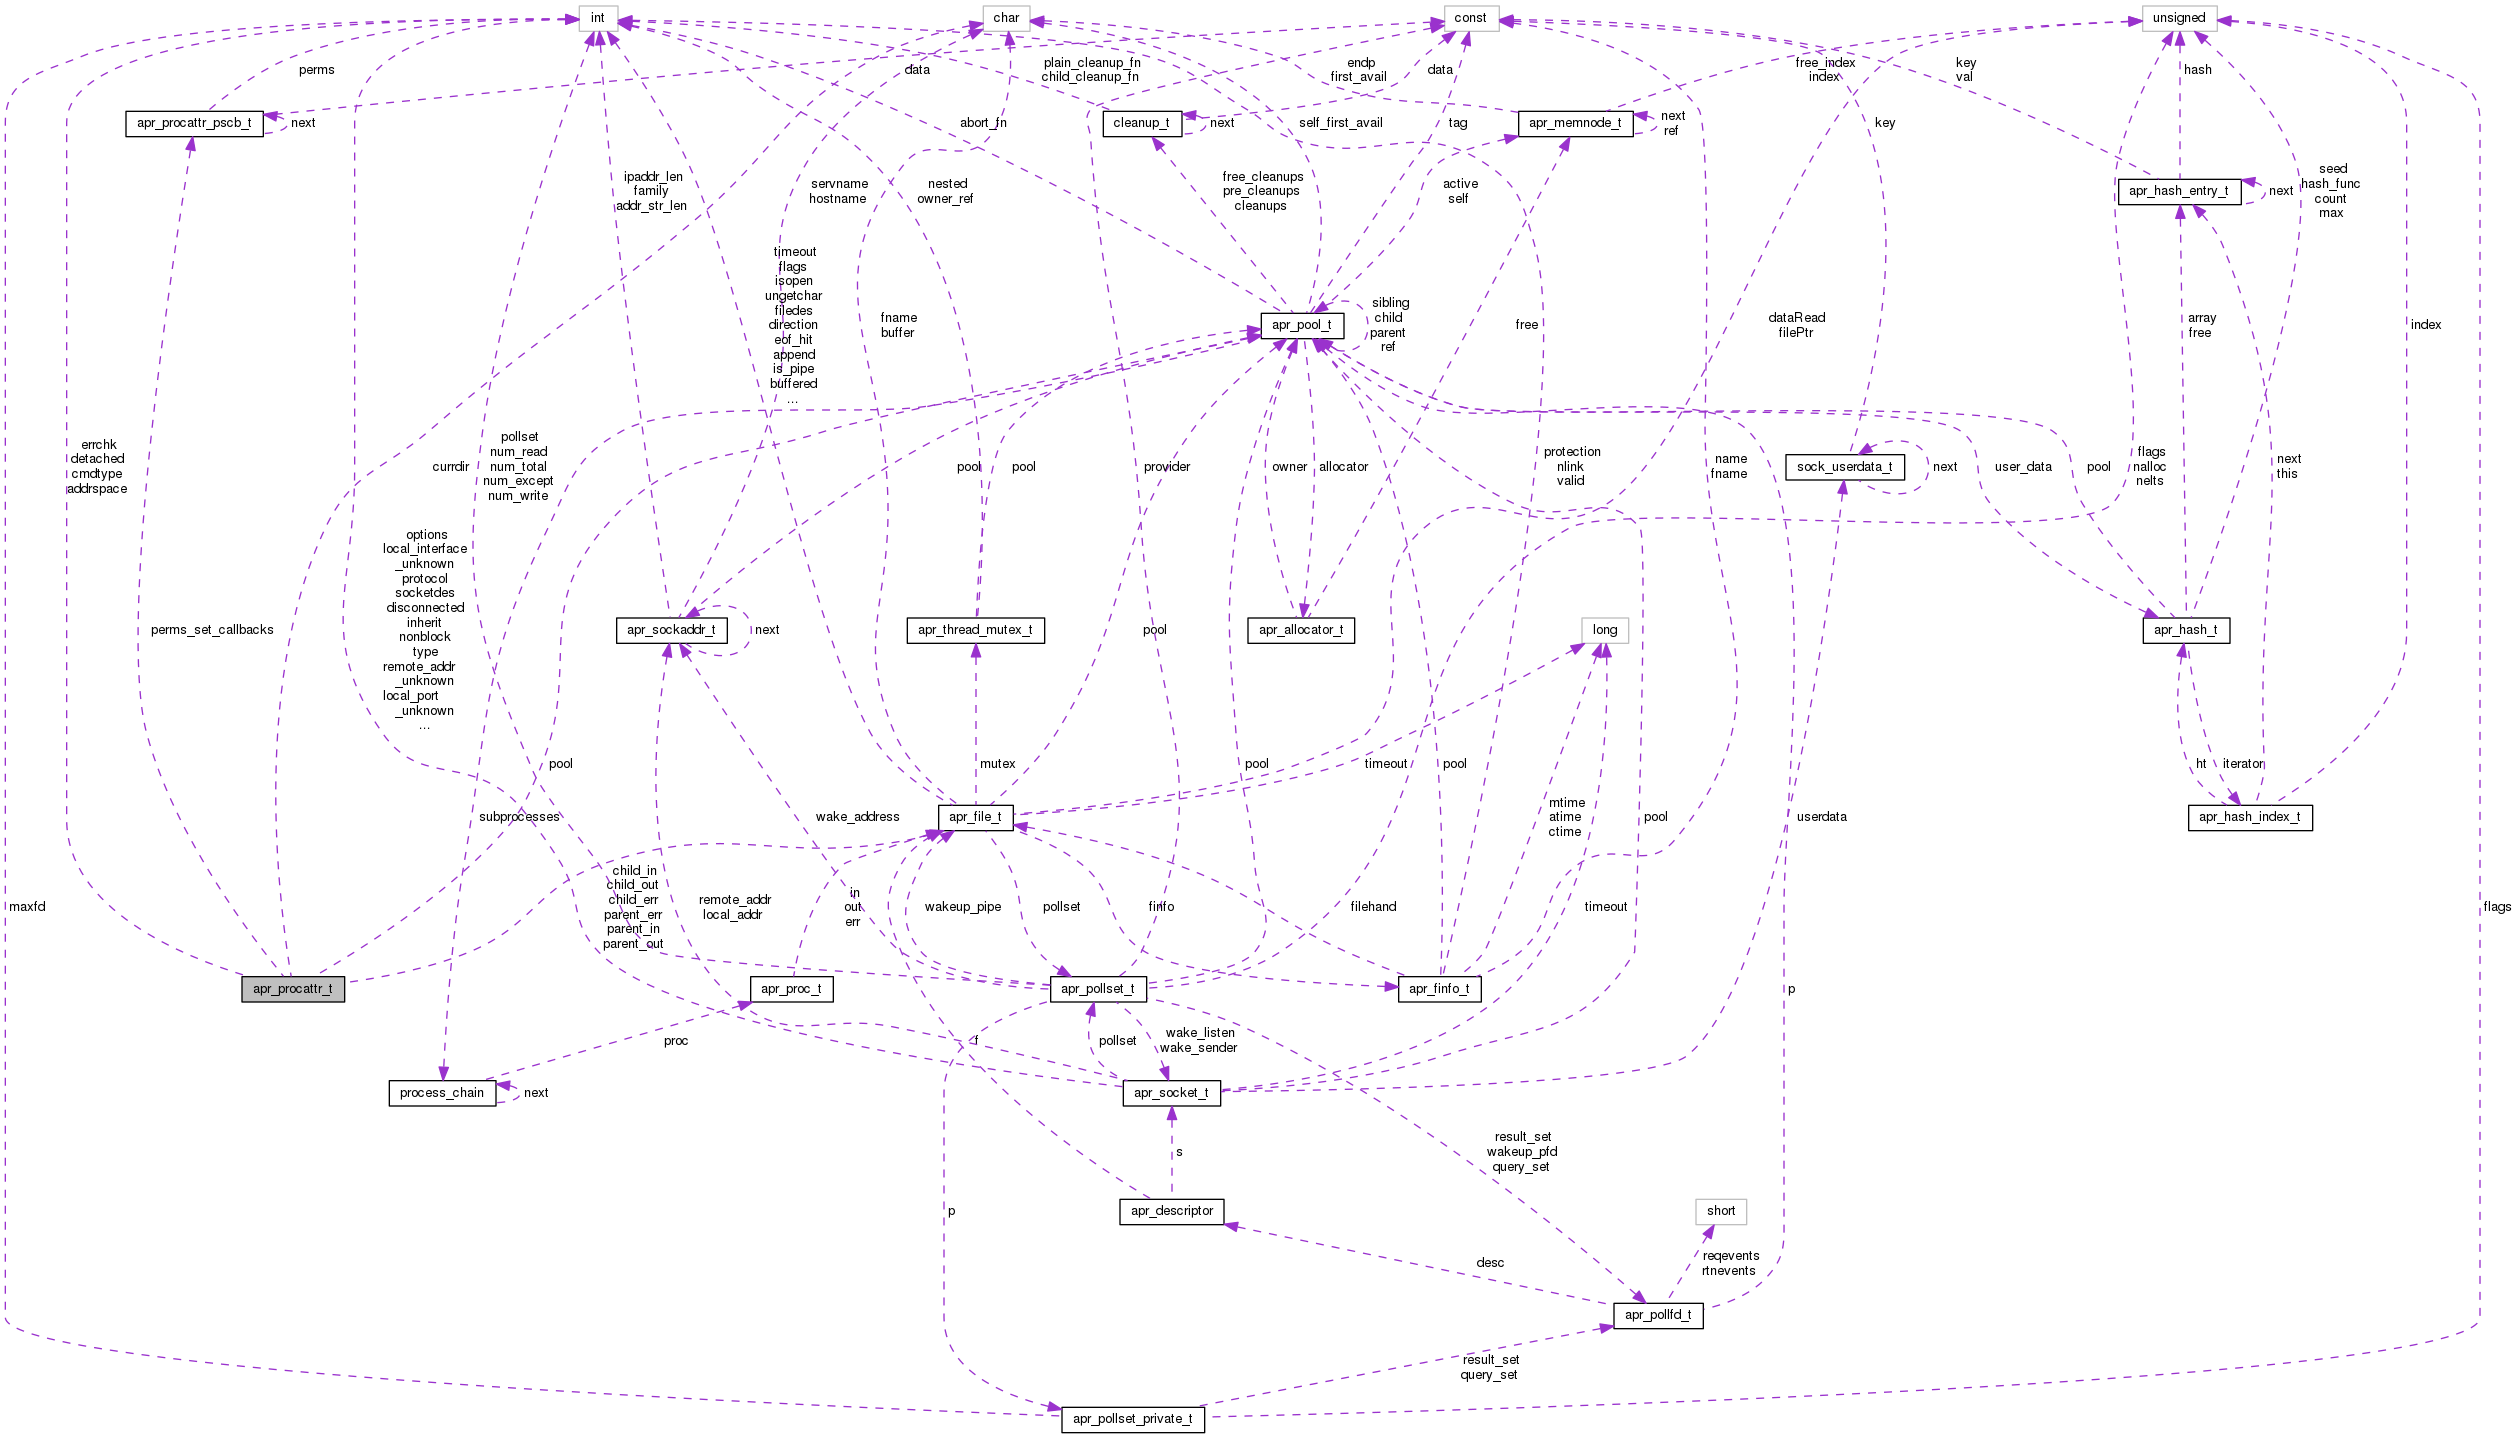 int
char
const
unsigned
perms
data
plain_cleanup_fn
child_cleanup_fn
endp
first_avail
data
free_index
index
key
val
hash
apr_procattr_pscb_t
next
abort_fn
cleanup_t
next
self_first_avail
tag
apr_memnode_t
next
ref
key
ipaddr_len
family
addr_str_len
servname
hostname
nested
owner_ref
free_cleanups
pre_cleanups
cleanups
active
self
apr_hash_entry_t
next
seed
hash_func
count
max
timeout
flags
isopen
ungetchar
filedes
direction
eof_hit
append
is_pipe
buffered
...
fname
buffer
apr_pool_t
sibling
child
parent
ref
free
dataRead
filePtr
array
free
index
errchk
detached
cmdtype
addrspace
currdir
pollset
num_read
num_total
num_except
num_write
pool
pool
provider
owner
allocator
protection
nlink
valid
name
fname
sock_userdata_t
next
user_data
pool
flags
nalloc
nelts
next
this
options
local_interface
_unknown
protocol
socketdes
disconnected
inherit
nonblock
type
remote_addr
_unknown
local_port
_unknown
...
perms_set_callbacks
apr_sockaddr_t
next
apr_thread_mutex_t
pool
apr_allocator_t
long
apr_hash_t
pool
mutex
pool
timeout
pool
ht
iterator
subprocesses
wake_address
apr_file_t
mtime
atime
ctime
pool
userdata
apr_hash_index_t
maxfd
child_in
child_out
child_err
parent_err
parent_in
parent_out
remote_addr
local_addr
in
out
err
wakeup_pipe
pollset
finfo
filehand
timeout
flags
apr_procattr_t
apr_proc_t
apr_pollset_t
apr_finfo_t
p
proc
f
pollset
wake_listen
wake_sender
process_chain
next
apr_socket_t
s
result_set
wakeup_pfd
query_set
p
apr_descriptor
short
desc
reqevents
rtnevents
apr_pollfd_t
result_set
query_set
apr_pollset_private_t